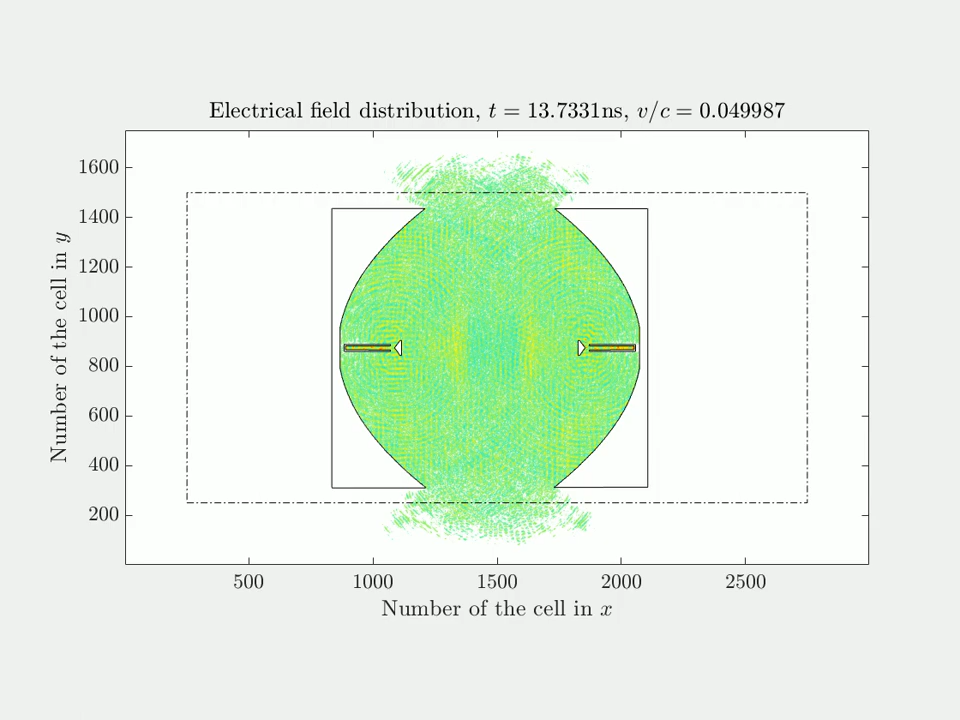 Electrical field distribution, t = 13.7331ns, v/c = 0.049987
1600
1400
1200
1000
800
600
400
200
Number of the cell in y
500 1000 1500 2000 2500
Number of the cell in x